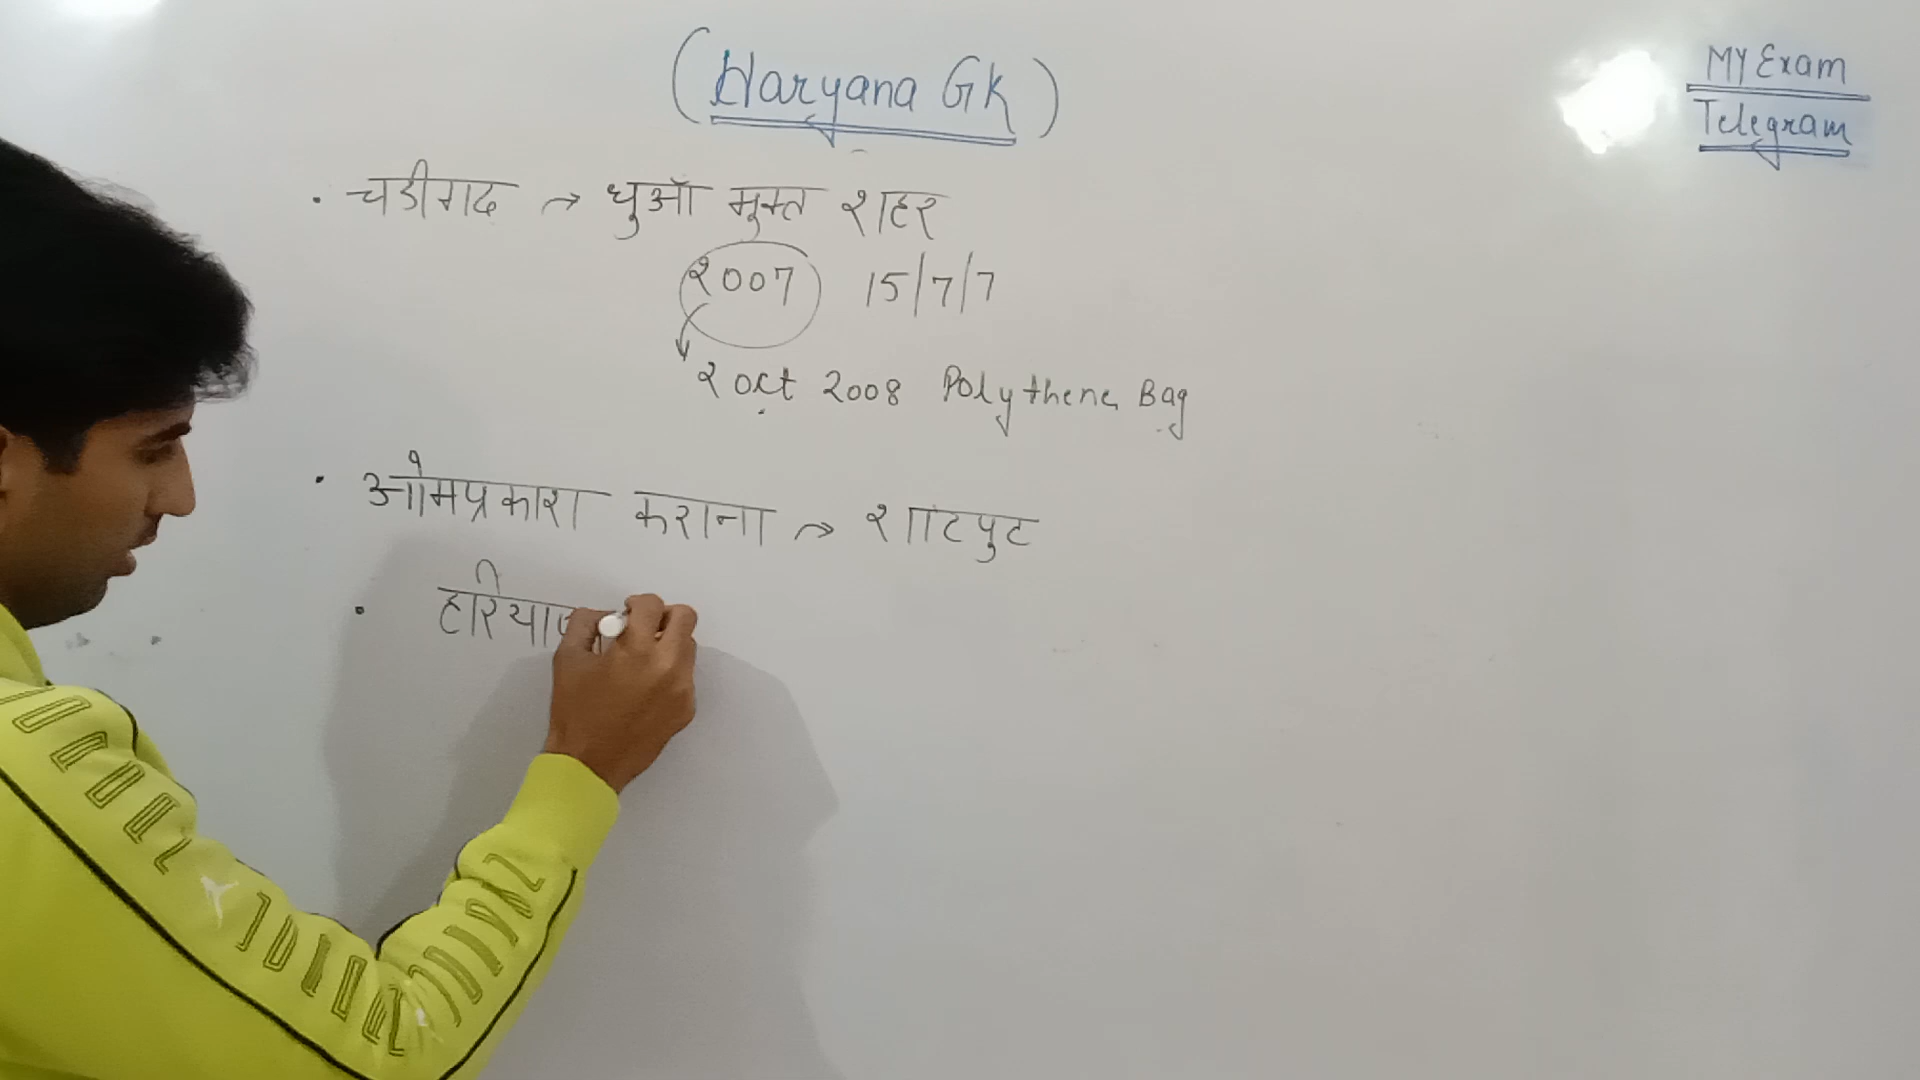 (Haryana GK)
MY Exam
Telegram
. चडीगढ → धुआँ मुक्त शहर
2007 15/7/7
2 oct 2008 Polythene Bag
. ओमप्रकाश कराना → शाटपुट
. हरियाण